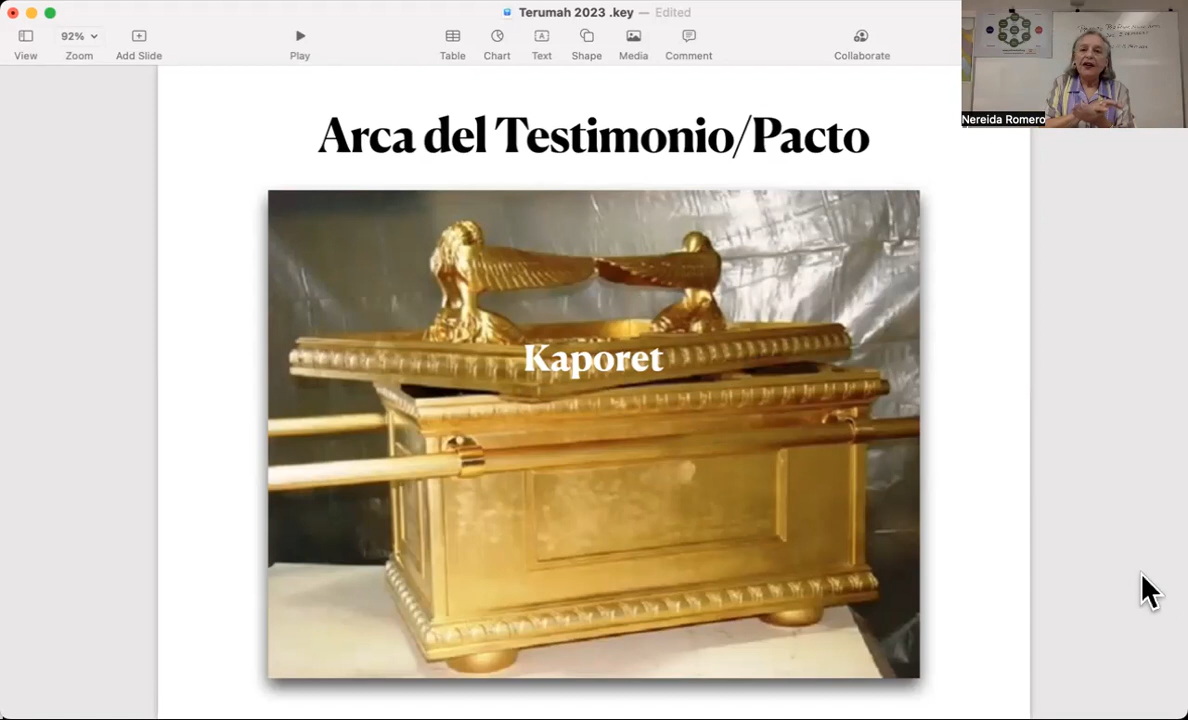 Terumah 2023 .key — Edited
92%
View
Zoom
Add Slide
Play
Table
Chart
Text
Shape
Media
Comment
Collaborate
Nereida Romero
Arca del Testimonio/Pacto
Kaporet